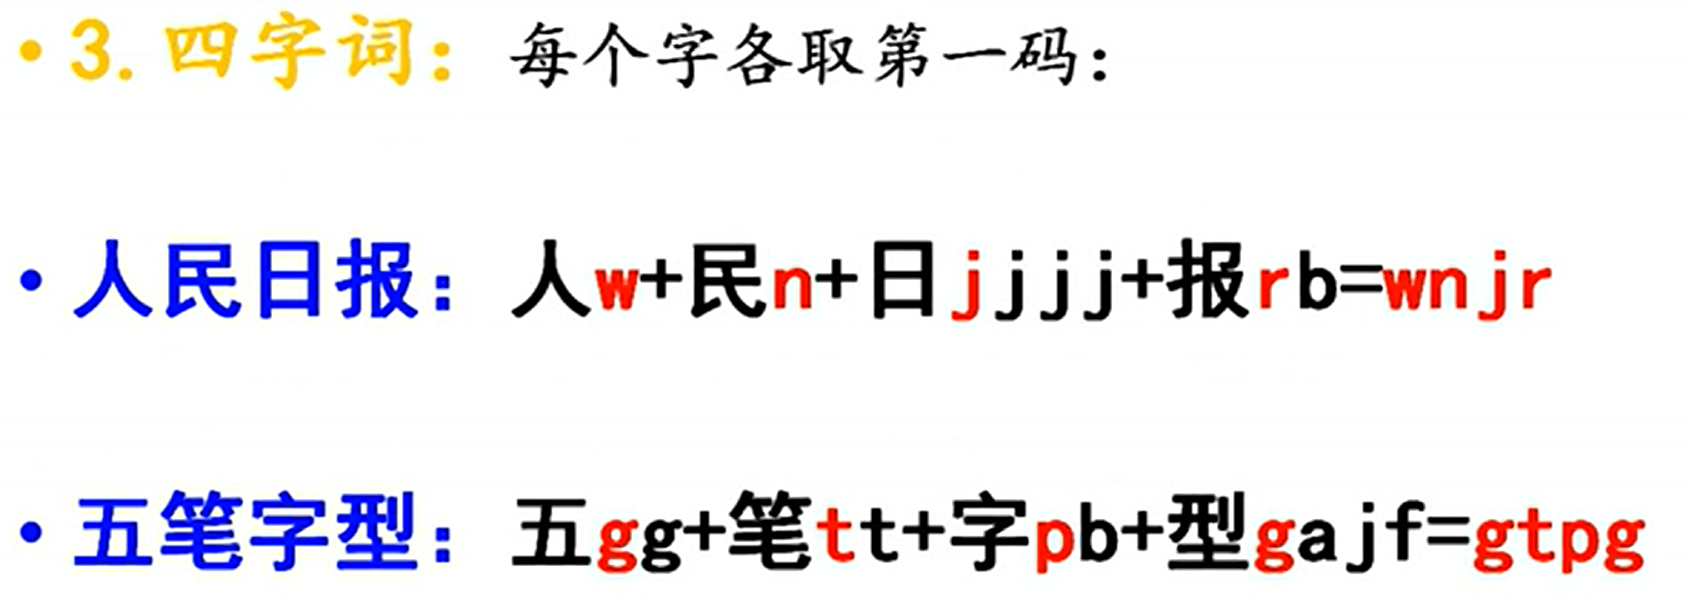 • 3. 四字词： 每个字各取第一码：
• 人民日报： 人w+民n+日jjjj+报rb=wnjr
• 五笔字型： 五gg+笔tt+字pb+型gajf=gtpg